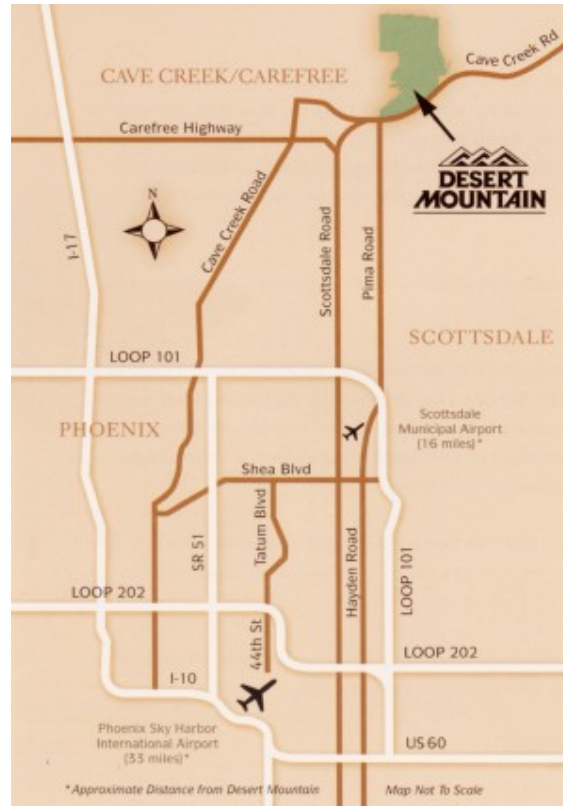 Cave Creek Rd
CAVE CREEK/CAREFREE
Carefree Highway
DESERT
MOUNTAIN
N
I-17
Cave Creek Road
Scottsdale Road
Pima Road
SCOTTSDALE
LOOP 101
PHOENIX
Scottsdale
Municipal Airport
(16 miles)*
Shea Blvd
SR 51
Tatum Blvd
Hayden Road
LOOP 101
LOOP 202
44th St
LOOP 202
I-10
Phoenix Sky Harbor
International Airport
(33 miles)*
US 60
*Approximate Distance from Desert Mountain
Map Not To Scale